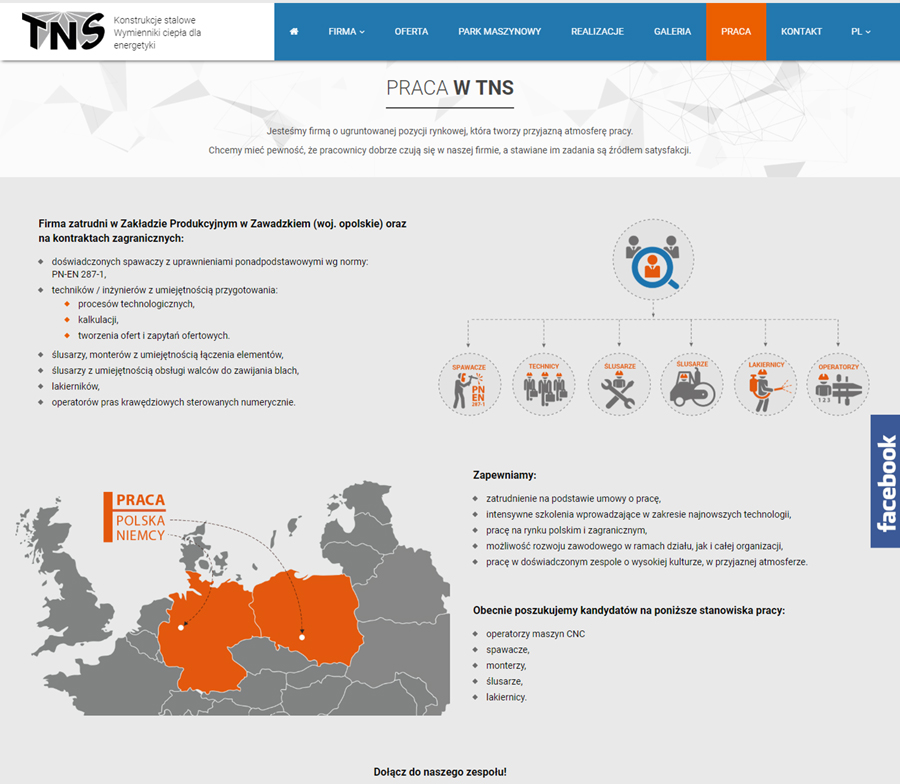 TNS
Konstrukcje stalowe
Wymienniki ciepła dla
energetyki
FIRMA
OFERTA
PARK MASZYNOWY
REALIZACJE
GALERIA
PRACA
KONTAKT
PL
PRACA W TNS
Jesteśmy firmą o ugruntowanej pozycji rynkowej, która tworzy przyjazną atmosferę pracy.
Chcemy mieć pewność, że pracownicy dobrze czują się w naszej firmie, a stawiane im zadania są źródłem satysfakcji.
Firma zatrudni w Zakładzie Produkcyjnym w Zawadzkiem (woj. opolskie) oraz
na kontraktach zagranicznych:
doświadczonych spawaczy z uprawnieniami ponadpodstawowymi wg normy:
PN-EN 287-1,
techników / inżynierów z umiejętnością przygotowania:
procesów technologicznych,
kalkulacji,
tworzenia ofert i zapytań ofertowych.
ślusarzy, monterów z umiejętnością łączenia elementów,
ślusarzy z umiejętnością obsługi walców do zawijania blach,
lakierników,
operatorów pras krawędziowych sterowanych numerycznie.
SPAWACZE
PN
EN
287-1
TECHNICY
ŚLUSARZE
ŚLUSARZE
LAKIERNICY
OPERATORZY
1 2 3
facebook
PRACA
POLSKA
NIEMCY
Zapewniamy:
zatrudnienie na podstawie umowy o pracę,
intensywne szkolenia wprowadzające w zakresie najnowszych technologii,
pracę na rynku polskim i zagranicznym,
możliwość rozwoju zawodowego w ramach działu, jak i całej organizacji,
pracę w doświadczonym zespole o wysokiej kulturze, w przyjaznej atmosferze.
Obecnie poszukujemy kandydatów na poniższe stanowiska pracy:
operatorzy maszyn CNC
spawacze,
monterzy,
ślusarze,
lakiernicy.
Dołącz do naszego zespołu!